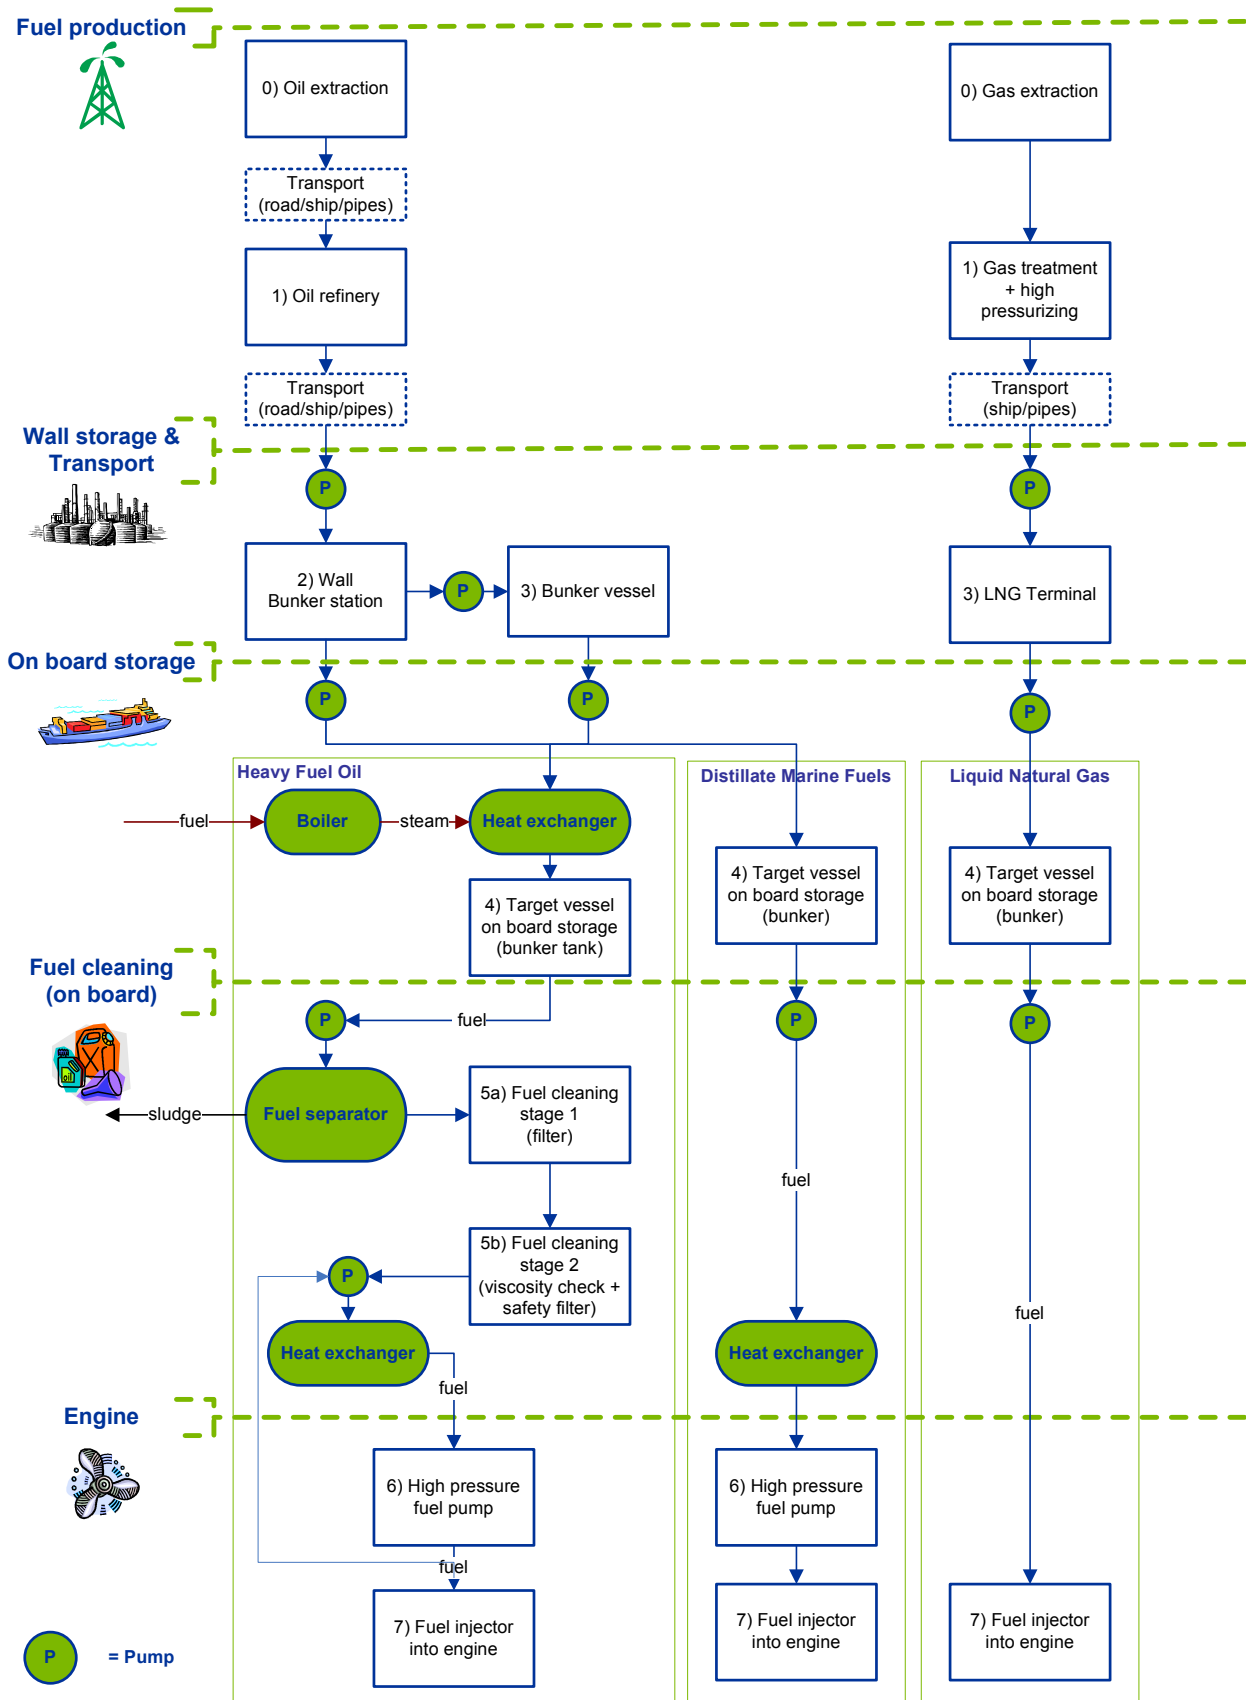 Fuel production
0) Oil extraction
0) Gas extraction
Transport
(road/ship/pipes)
1) Oil refinery
1) Gas treatment
+ high
pressurizing
Transport
(road/ship/pipes)
Transport
(ship/pipes)
Wall storage &
Transport
P
P
2) Wall
Bunker station
P
3) Bunker vessel
3) LNG Terminal
On board storage
P
P
P
Heavy Fuel Oil
Distillate Marine Fuels
Liquid Natural Gas
fuel
Boiler
steam
Heat exchanger
4) Target vessel
on board storage
(bunker tank)
4) Target vessel
on board storage
(bunker)
4) Target vessel
on board storage
(bunker)
Fuel cleaning
(on board)
P
fuel
P
P
oil
sludge
Fuel separator
5a) Fuel cleaning
stage 1
(filter)
fuel
5b) Fuel cleaning
stage 2
(viscosity check +
safety filter)
P
fuel
Heat exchanger
fuel
Heat exchanger
Engine
6) High pressure
fuel pump
6) High pressure
fuel pump
fuel
7) Fuel injector
into engine
7) Fuel injector
into engine
7) Fuel injector
into engine
P
= Pump